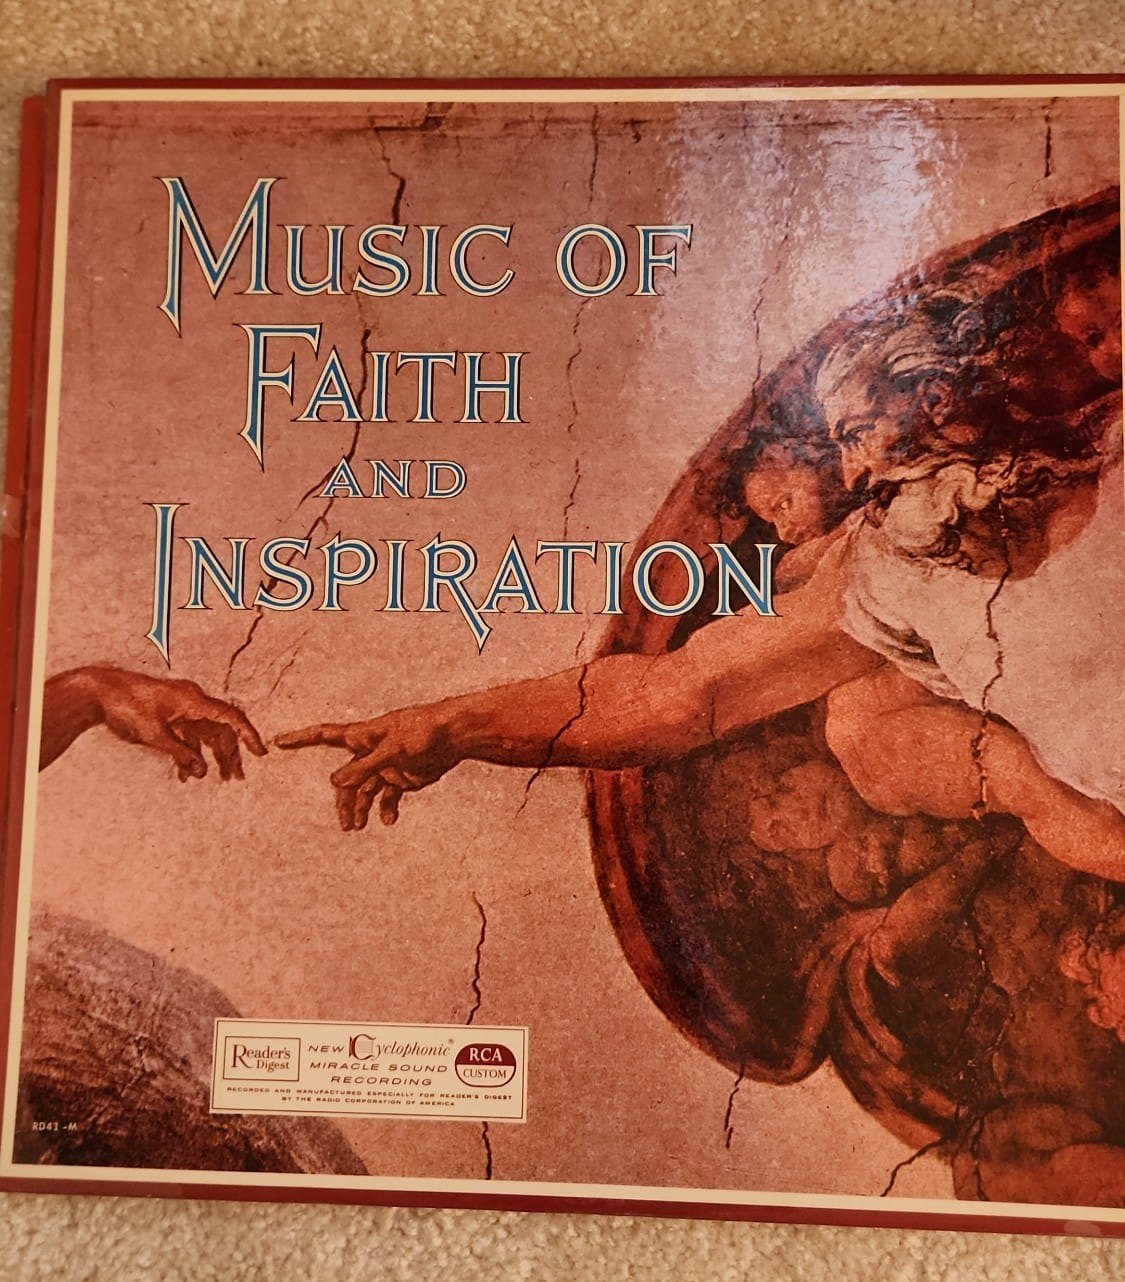 MUSIC OF
FAITH
AND
INSPIRATION
Reader's
Digest
NEW Cyclophonic®
MIRACLE SOUND
RECORDING
RCA
CUSTOM
RECORDED AND MANUFACTURED ESPECIALLY FOR READER'S DIGEST
BY THE RADIO CORPORATION OF AMERICA
RD41-M